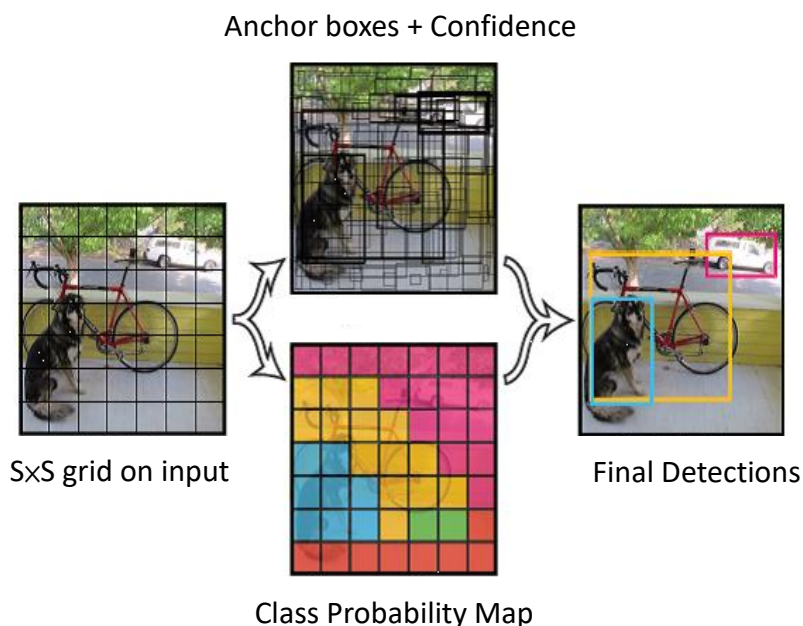 Anchor boxes + Confidence
S×S grid on input
Final Detections
Class Probability Map